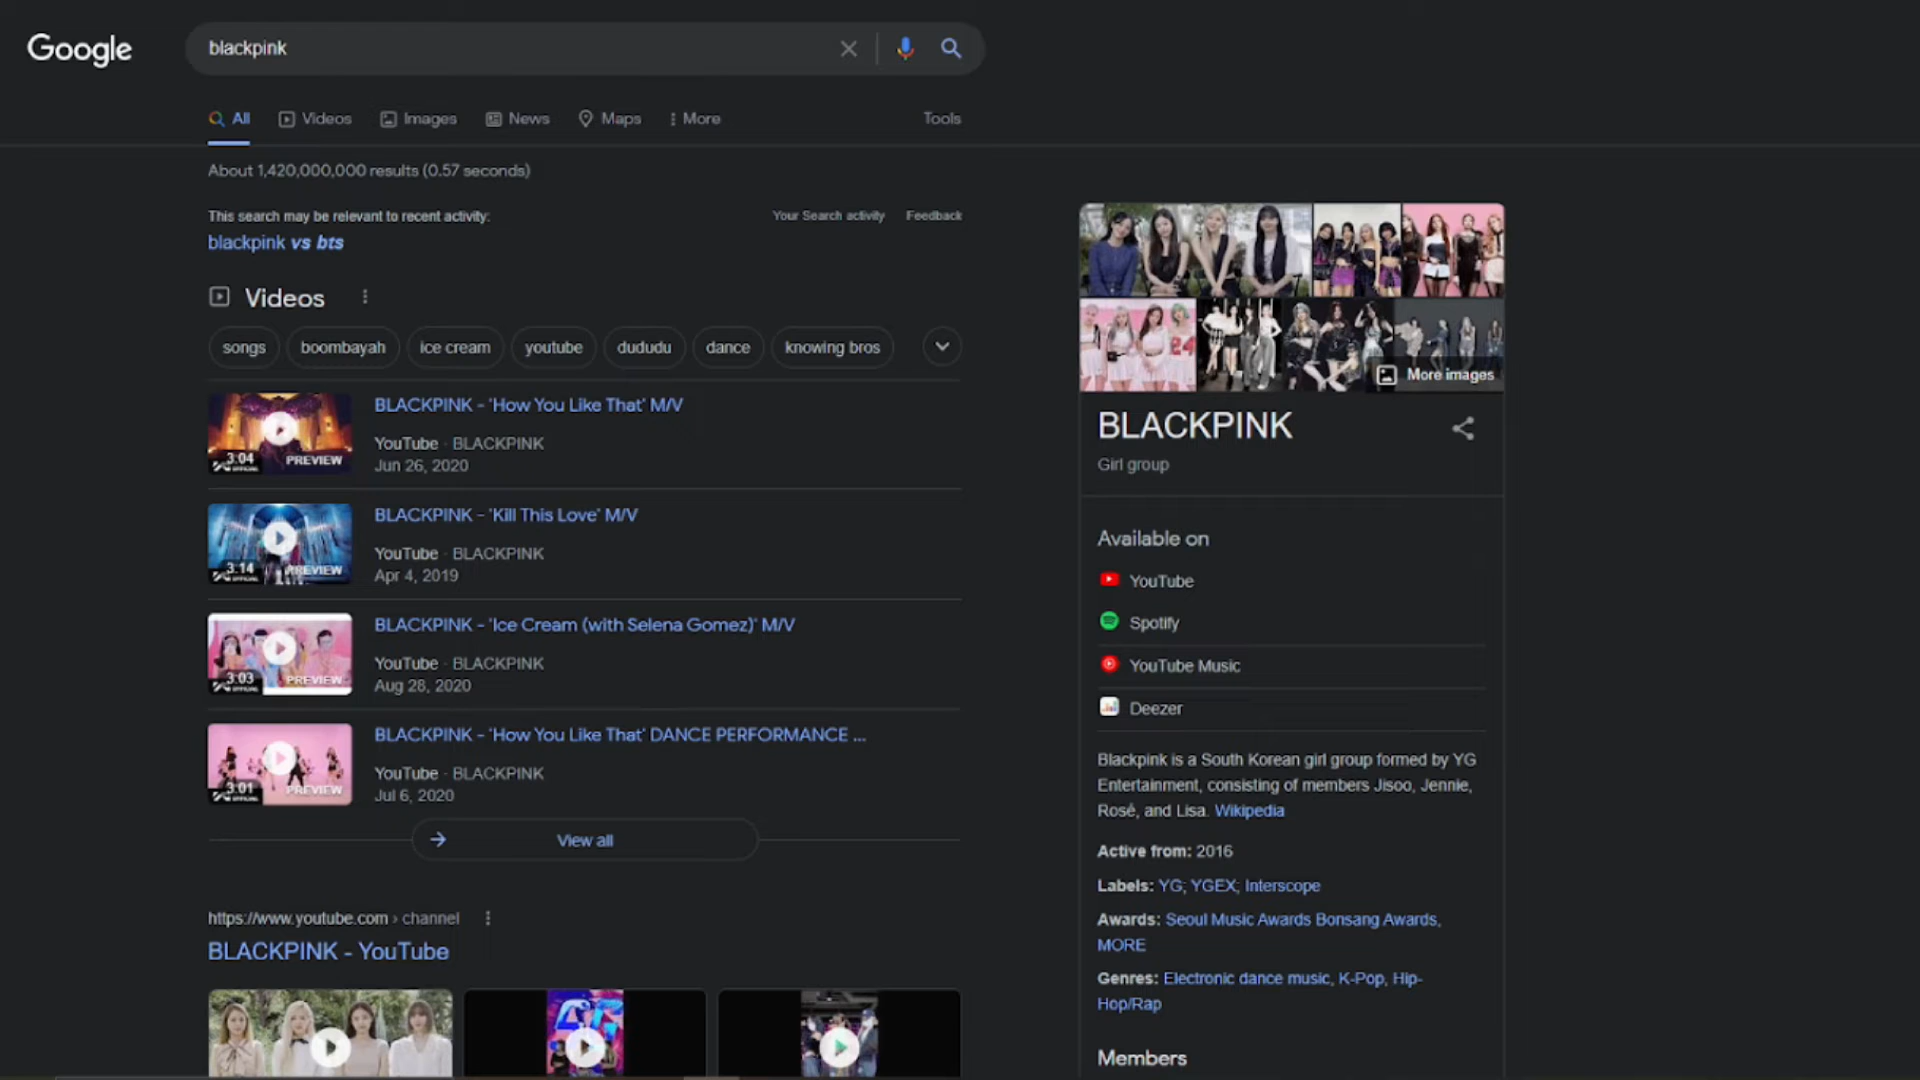 Google
blackpink
All Videos Images News Maps More Tools
About 1,420,000,000 results (0.57 seconds)
This search may be relevant to recent activity: Your Search activity Feedback
blackpink vs bts
Videos
songs boombayah ice cream youtube dududu dance knowing bros
BLACKPINK - 'How You Like That' M/V
YouTube · BLACKPINK
Jun 26, 2020
3:04 PREVIEW
BLACKPINK - 'Kill This Love' M/V
YouTube · BLACKPINK
Apr 4, 2019
3:14 PREVIEW
BLACKPINK - 'Ice Cream (with Selena Gomez)' M/V
YouTube · BLACKPINK
Aug 28, 2020
3:03 PREVIEW
BLACKPINK - 'How You Like That' DANCE PERFORMANCE ...
YouTube · BLACKPINK
Jul 6, 2020
3:01 PREVIEW
View all
https://www.youtube.com › channel
BLACKPINK - YouTube
24
More images
BLACKPINK
Girl group
Available on
YouTube
Spotify
YouTube Music
Deezer
Blackpink is a South Korean girl group formed by YG
Entertainment, consisting of members Jisoo, Jennie,
Rosé, and Lisa. Wikipedia
Active from: 2016
Labels: YG; YGEX; Interscope
Awards: Seoul Music Awards Bonsang Awards,
MORE
Genres: Electronic dance music, K-Pop, Hip-
Hop/Rap
Members